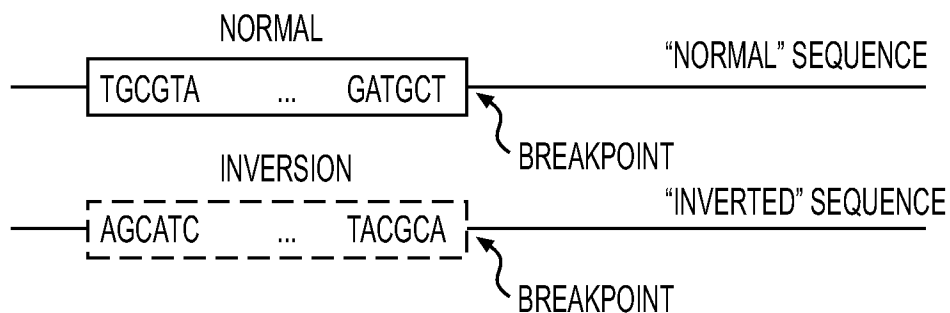 NORMAL
"NORMAL" SEQUENCE
TGCGTA ... GATGCT
BREAKPOINT
INVERSION
"INVERTED" SEQUENCE
AGCATC ... TACGCA
BREAKPOINT